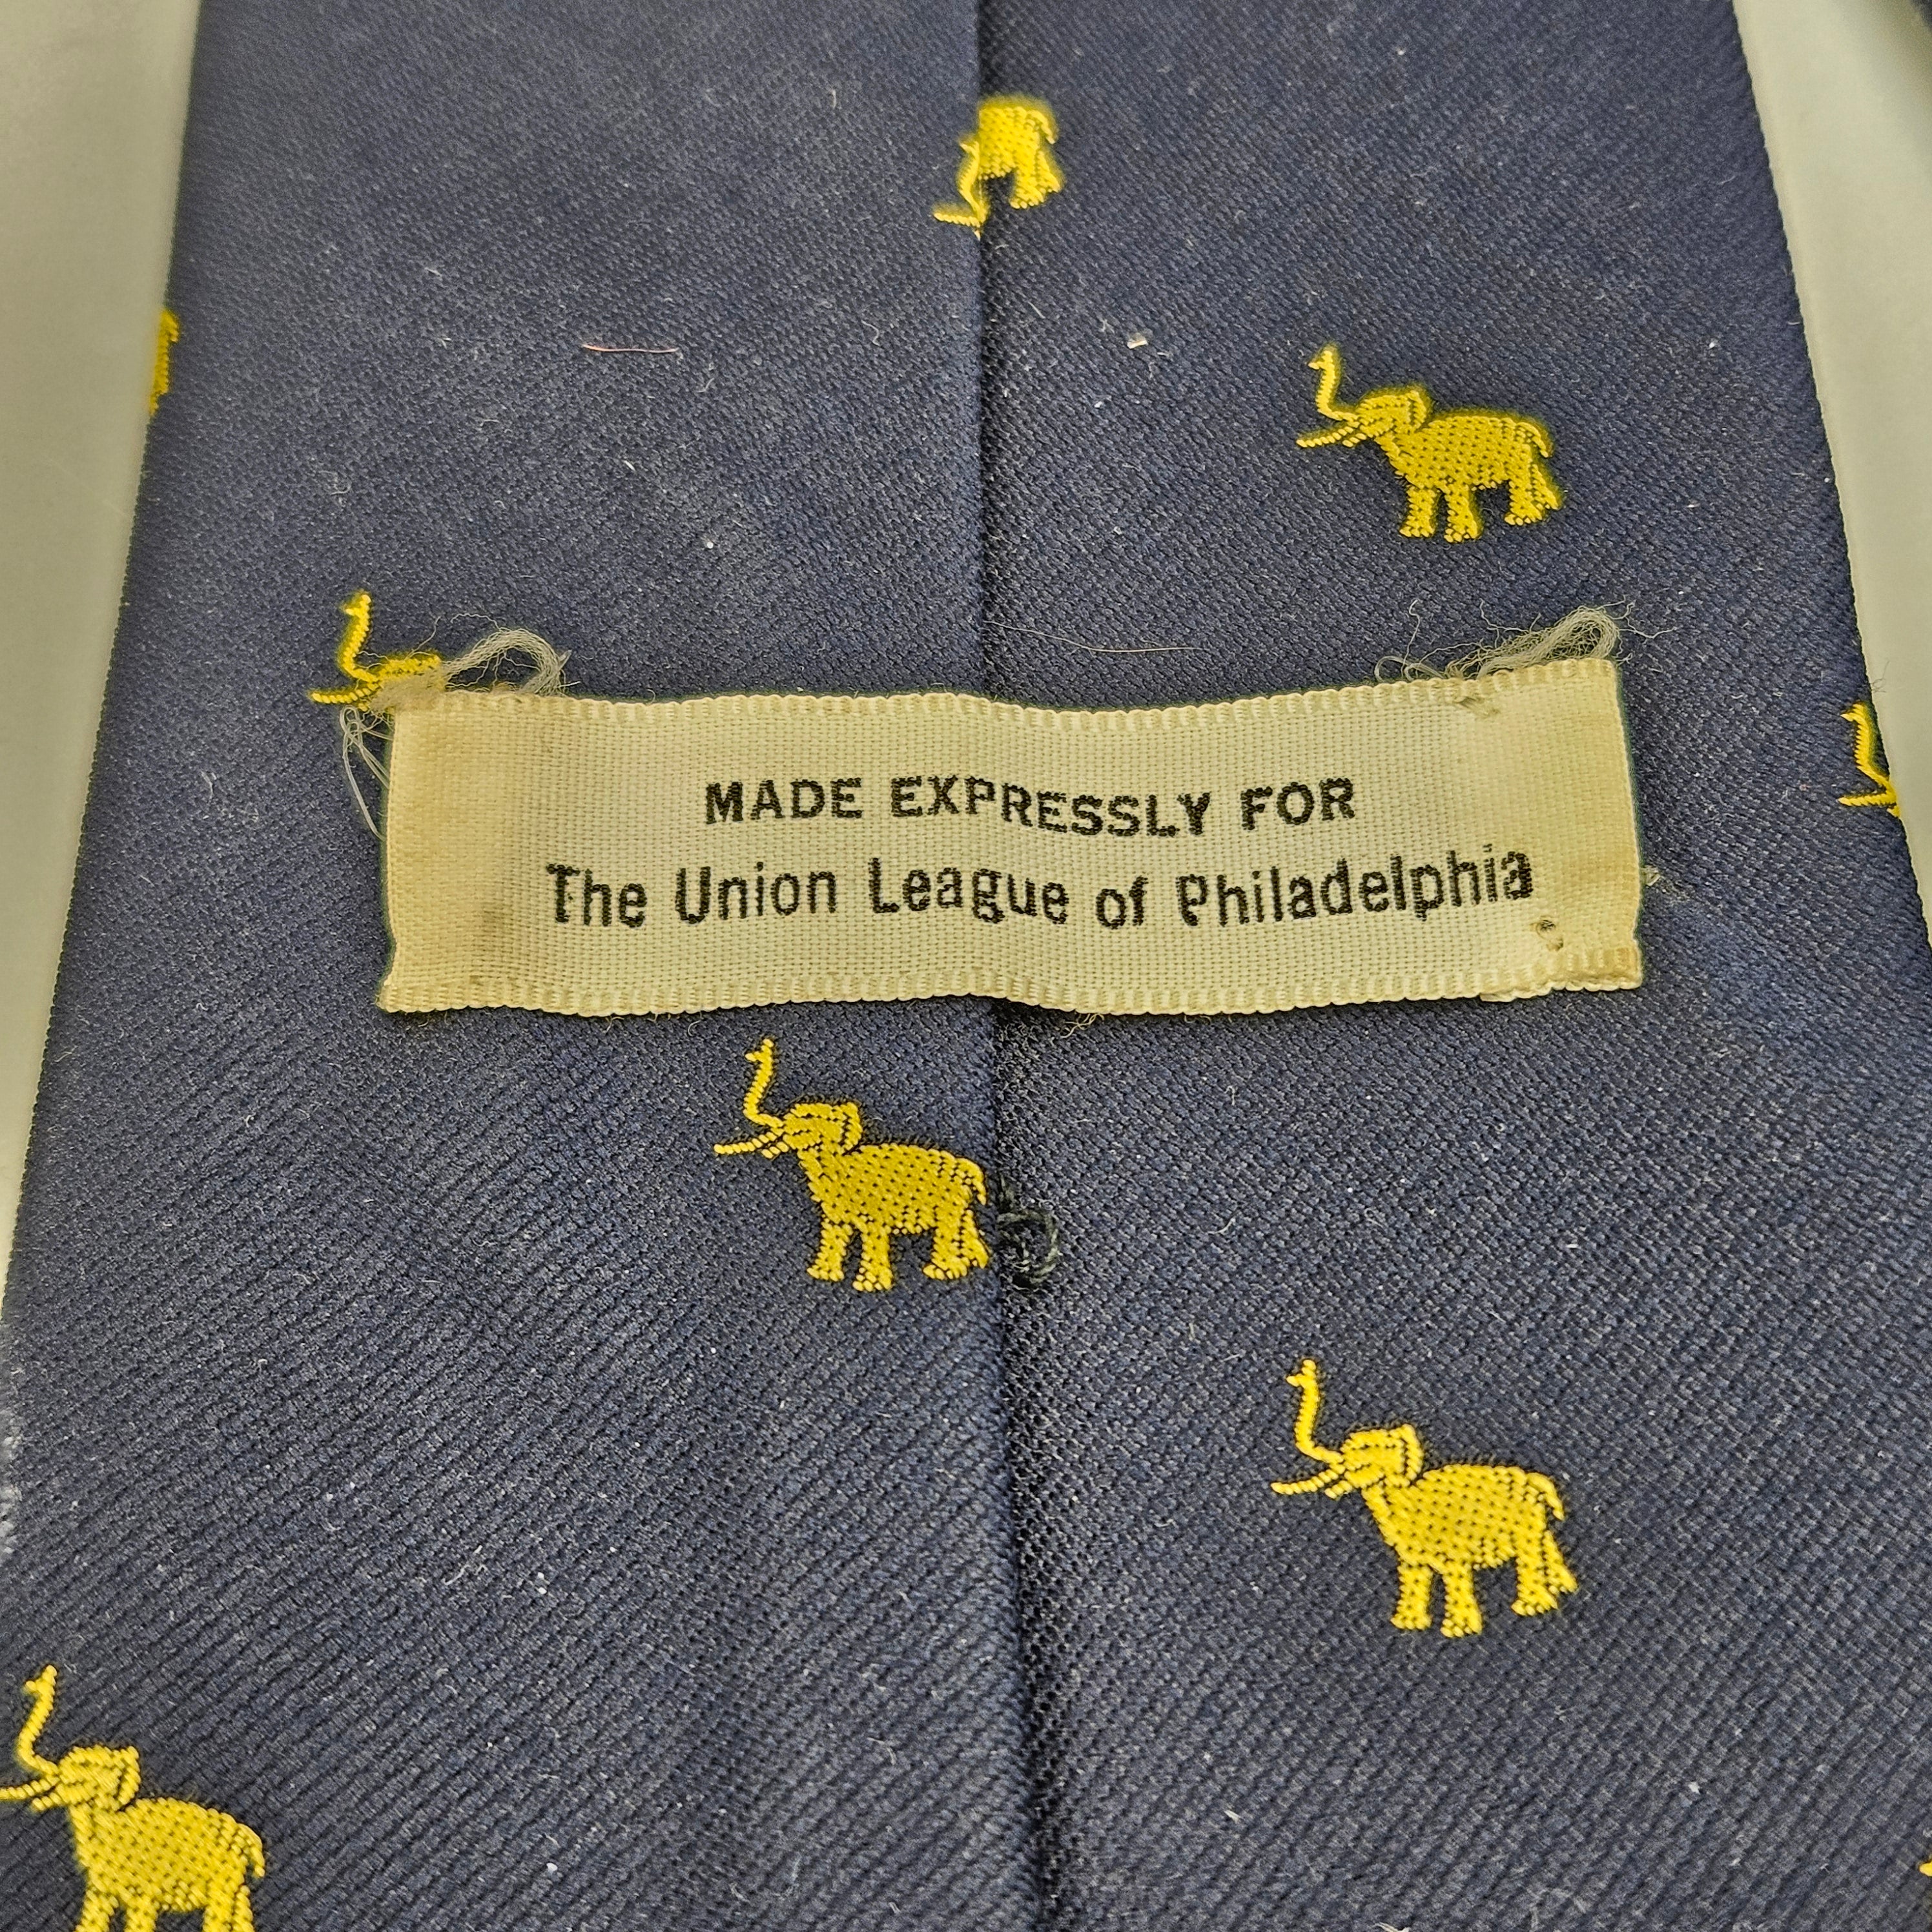 MADE EXPRESSLY FOR
The Union League of Philadelphia